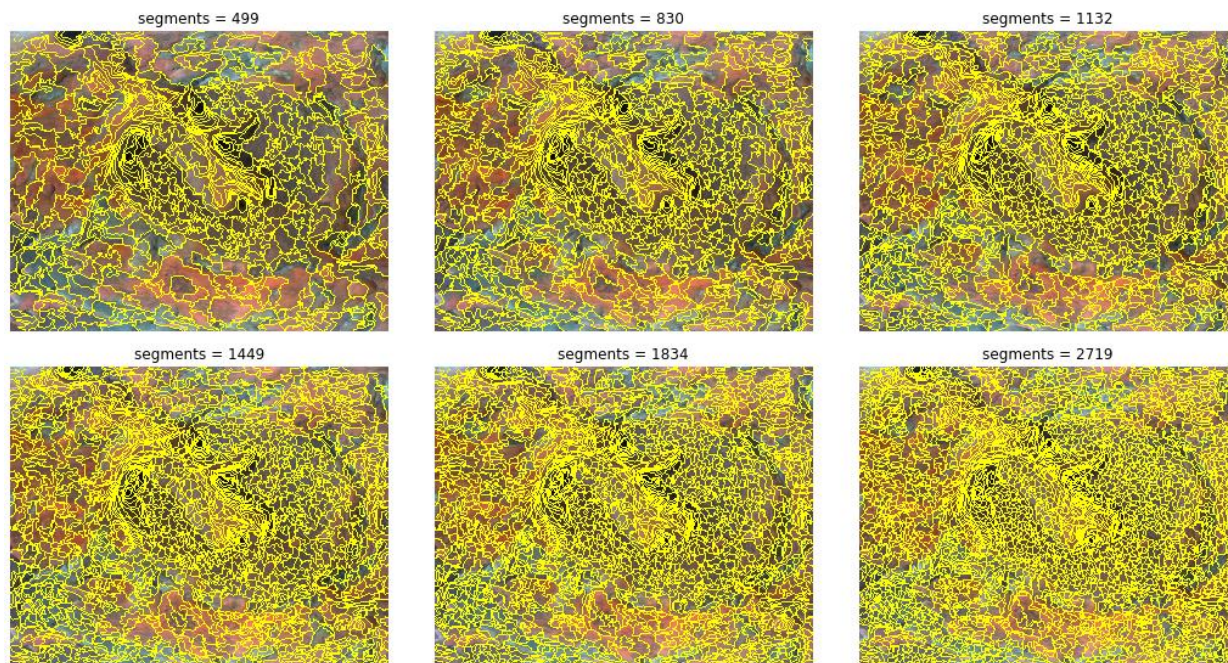 segments = 499
segments = 830
segments = 1132
segments = 1449
segments = 1834
segments = 2719